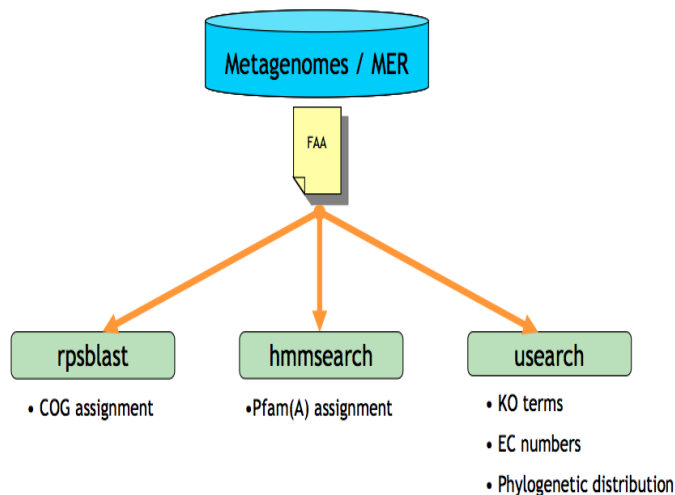 Metagenomes / MER
FAA
rpsblast
• COG assignment
hmmsearch
•Pfam(A) assignment
usearch
• KO terms
• EC numbers
• Phylogenetic distribution